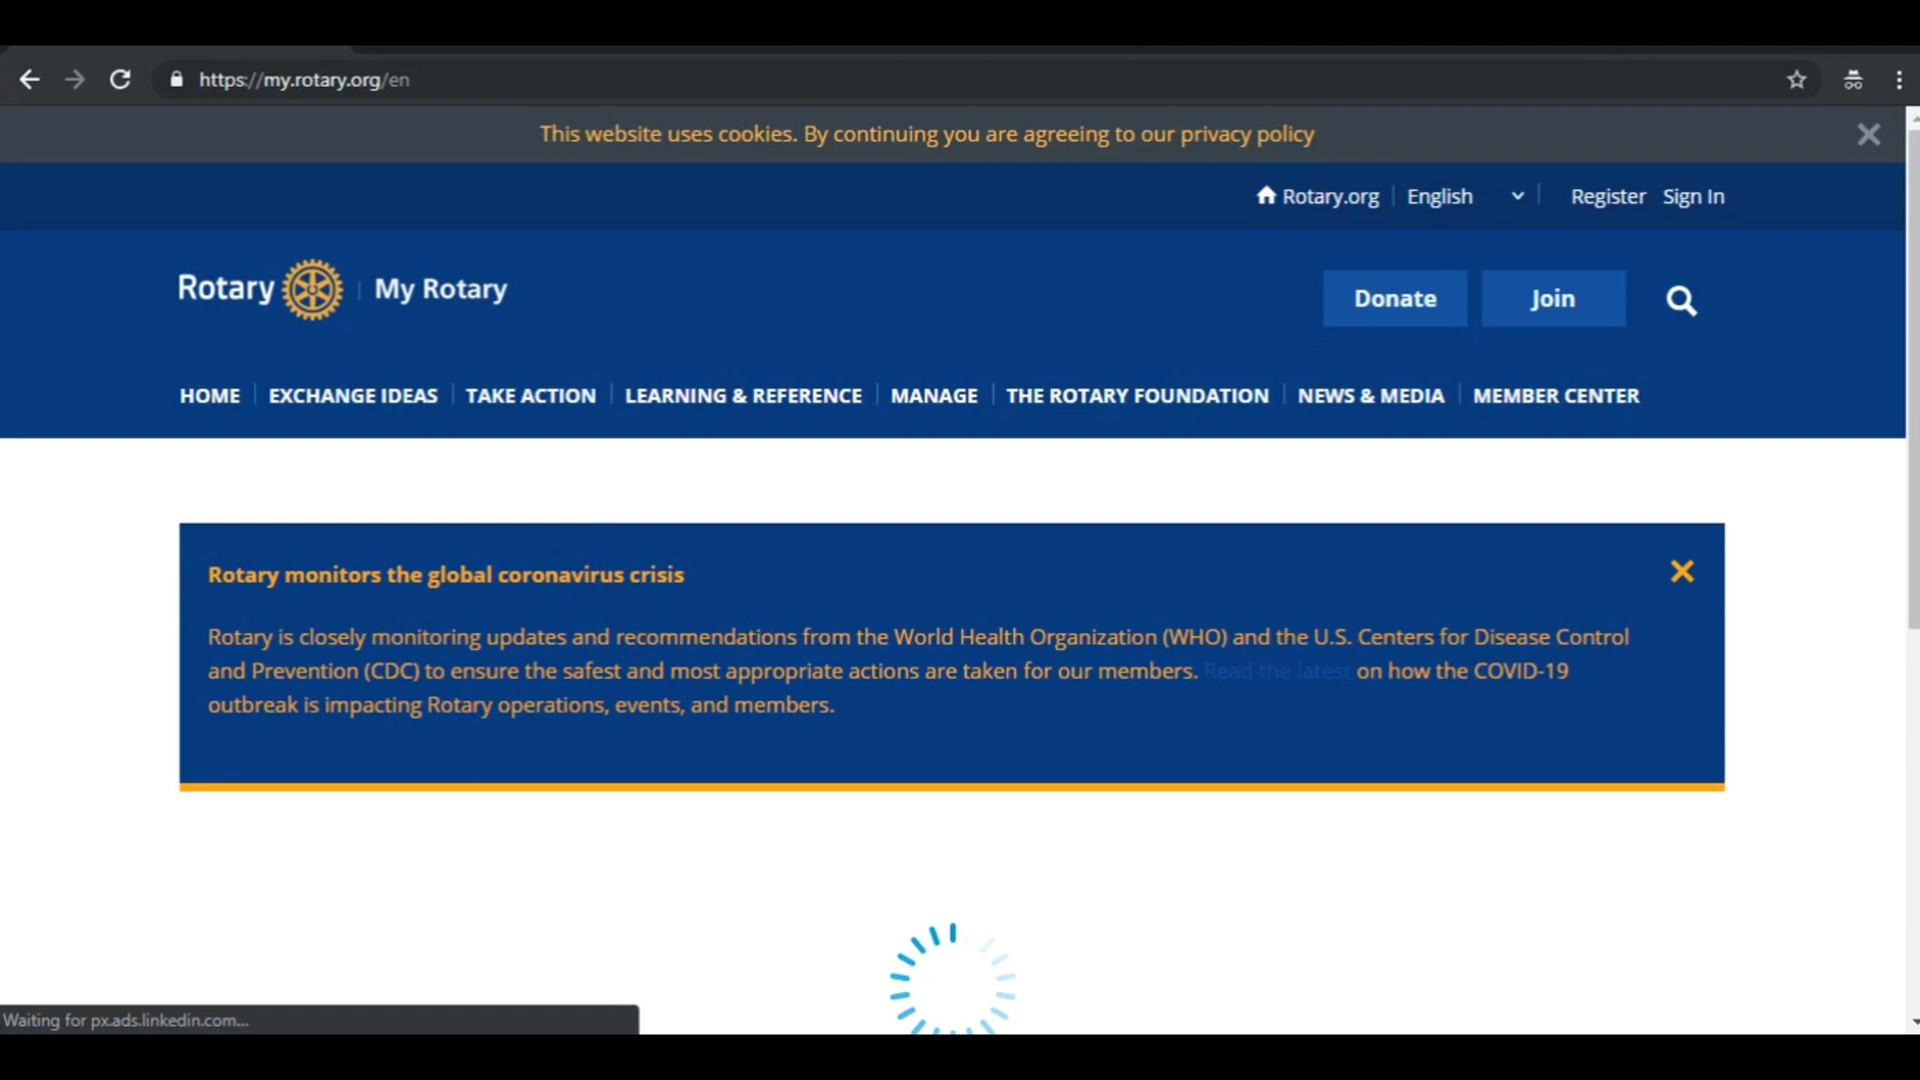 https://my.rotary.org/en
This website uses cookies. By continuing you are agreeing to our privacy policy
Rotary.org English Register Sign In
Rotary My Rotary
Donate Join
HOME EXCHANGE IDEAS TAKE ACTION LEARNING & REFERENCE MANAGE THE ROTARY FOUNDATION NEWS & MEDIA MEMBER CENTER
Rotary monitors the global coronavirus crisis
Rotary is closely monitoring updates and recommendations from the World Health Organization (WHO) and the U.S. Centers for Disease Control
and Prevention (CDC) to ensure the safest and most appropriate actions are taken for our members. Read the latest on how the COVID-19
outbreak is impacting Rotary operations, events, and members.
Waiting for px.ads.linkedin.com...